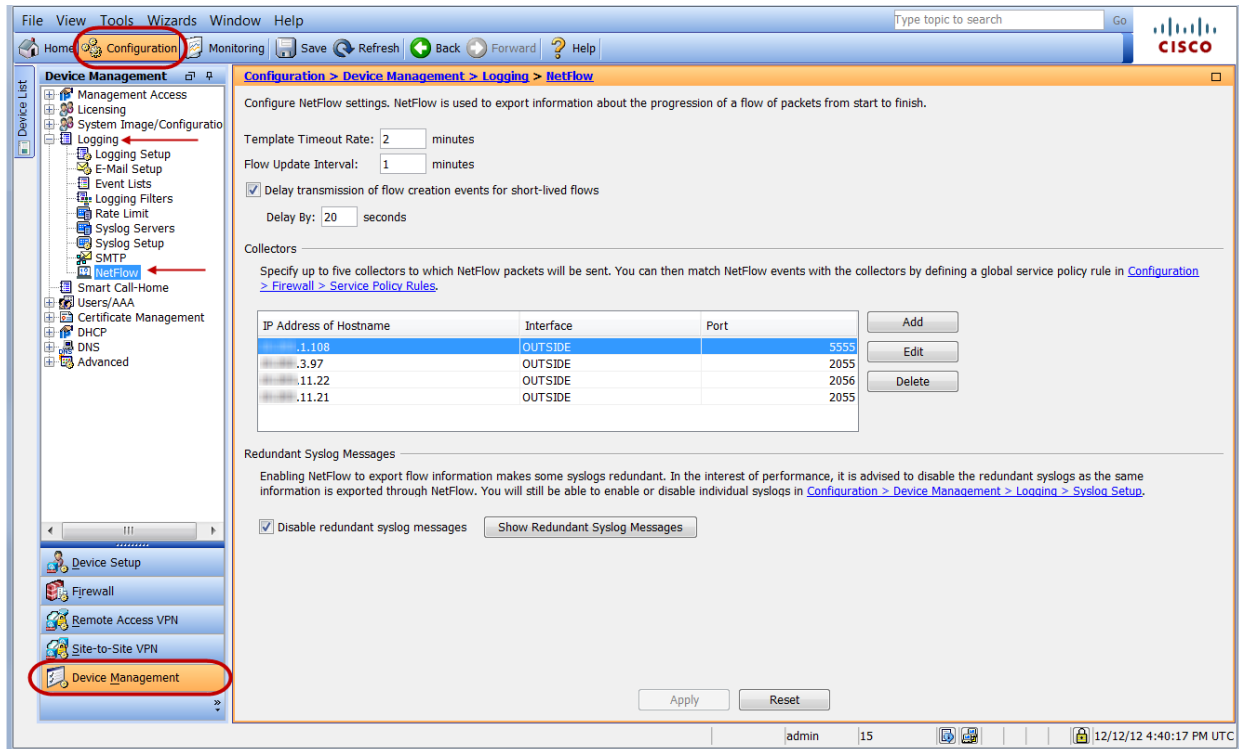 File View Tools Wizards Window Help
Type topic to search Go
Home Configuration Monitoring Save Refresh Back Forward Help
CISCO
Device List
Device Management
Management Access
Licensing
System Image/Configuratio
Logging
Logging Setup
E-Mail Setup
Event Lists
Logging Filters
Rate Limit
Syslog Servers
Syslog Setup
SMTP
NetFlow
Smart Call-Home
Users/AAA
Certificate Management
DHCP
DNS
Advanced
Device Setup
Firewall
Remote Access VPN
Site-to-Site VPN
Device Management
Configuration > Device Management > Logging > NetFlow
Configure NetFlow settings. NetFlow is used to export information about the progression of a flow of packets from start to finish.
Template Timeout Rate: 2 minutes
Flow Update Interval: 1 minutes
Delay transmission of flow creation events for short-lived flows
Delay By: 20 seconds
Collectors
Specify up to five collectors to which NetFlow packets will be sent. You can then match NetFlow events with the collectors by defining a global service policy rule in Configuration
> Firewall > Service Policy Rules.
IP Address of Hostname Interface Port
.1.108 OUTSIDE 5555
.3.97 OUTSIDE 2055
.11.22 OUTSIDE 2056
.11.21 OUTSIDE 2055
Add
Edit
Delete
Redundant Syslog Messages
Enabling NetFlow to export flow information makes some syslogs redundant. In the interest of performance, it is advised to disable the redundant syslogs as the same
information is exported through NetFlow. You will still be able to enable or disable individual syslogs in Configuration > Device Management > Logging > Syslog Setup.
Disable redundant syslog messages Show Redundant Syslog Messages
Apply Reset
admin 15 12/12/12 4:40:17 PM UTC